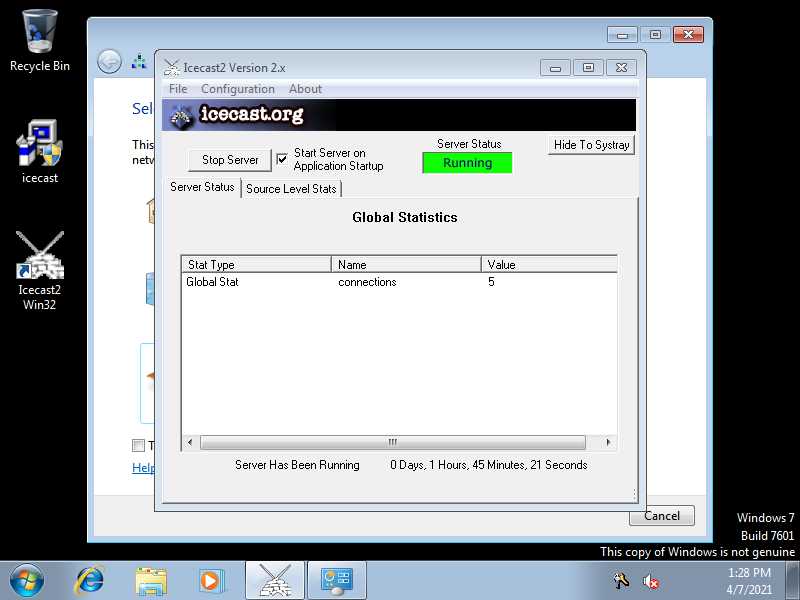 Recycle Bin
icecast
Icecast2
Win32
Sel
This
netw
T
Help
Cancel
Icecast2 Version 2.x
File Configuration About
icecast.org
Stop Server
Start Server on
Application Startup
Server Status
Running
Hide To Systray
Server Status Source Level Stats
Global Statistics
Stat Type Name Value
Global Stat connections 5
Server Has Been Running 0 Days, 1 Hours, 45 Minutes, 21 Seconds
Windows 7
Build 7601
This copy of Windows is not genuine
1:28 PM
4/7/2021